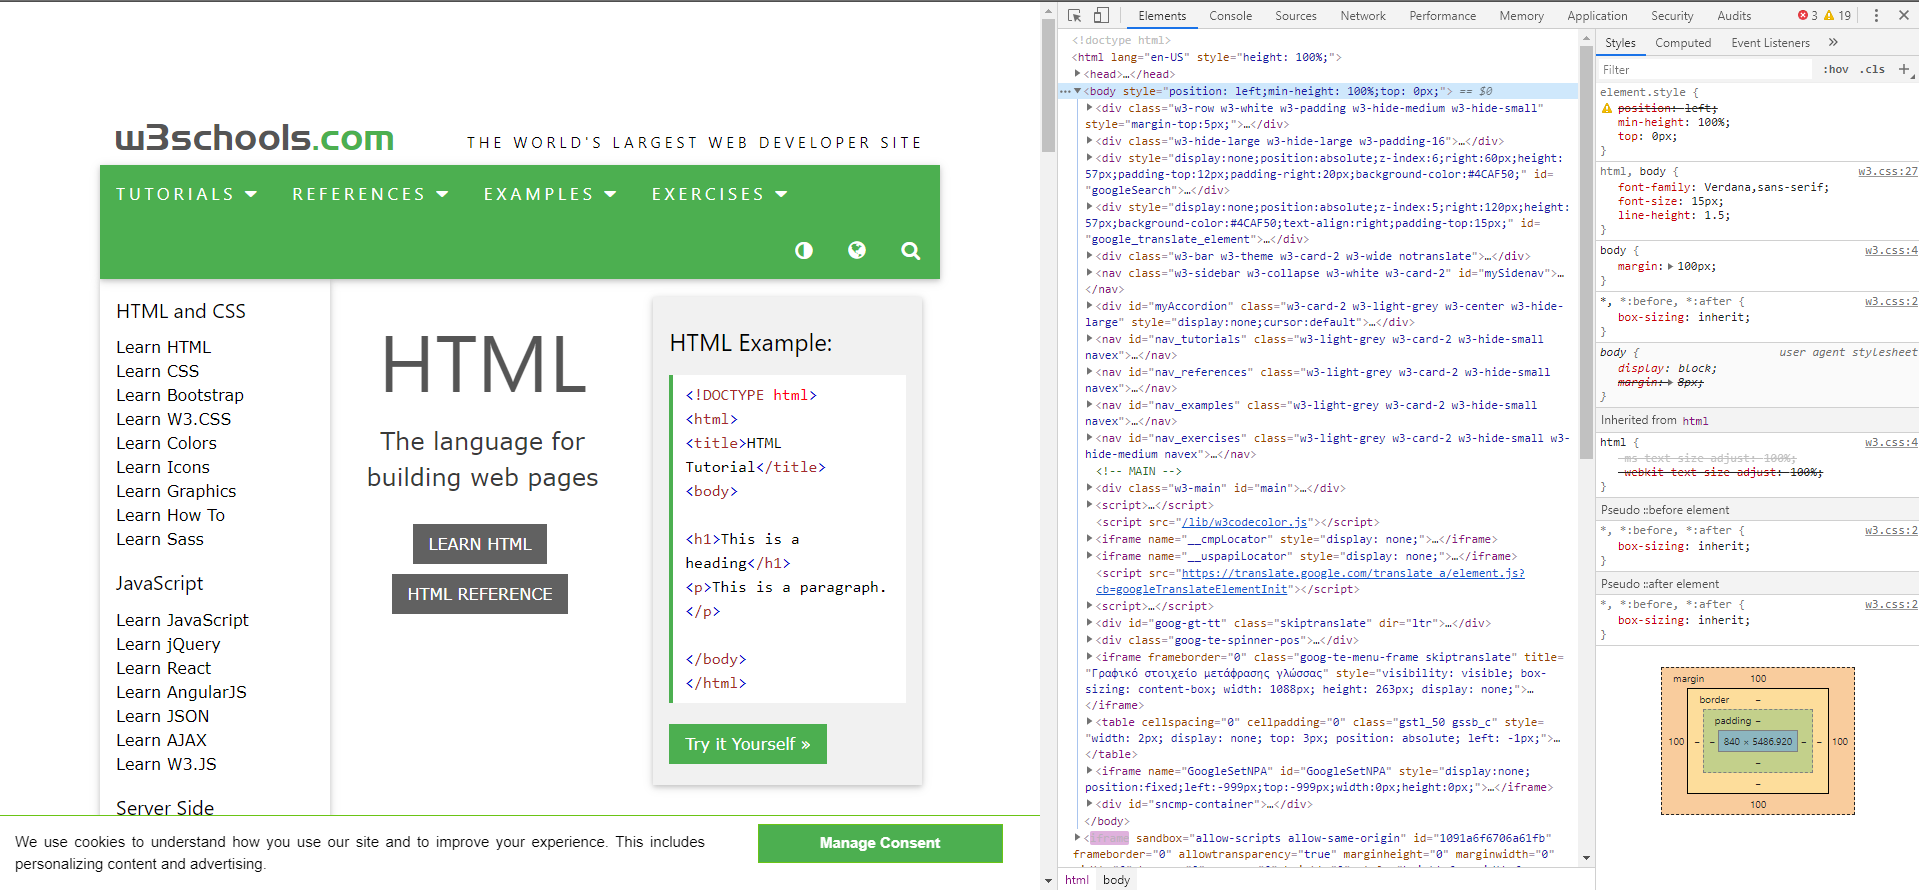 w3schools.com
THE WORLD'S LARGEST WEB DEVELOPER SITE
TUTORIALS REFERENCES EXAMPLES EXERCISES
HTML and CSS
Learn HTML
Learn CSS
Learn Bootstrap
Learn W3.CSS
Learn Colors
Learn Icons
Learn Graphics
Learn How To
Learn Sass
JavaScript
Learn JavaScript
Learn jQuery
Learn React
Learn AngularJS
Learn JSON
Learn AJAX
Learn W3.JS
Server Side
HTML
The language for
building web pages
LEARN HTML
HTML REFERENCE
HTML Example:
<!DOCTYPE html>
<html>
<title>HTML
Tutorial</title>
<body>
<h1>This is a
heading</h1>
<p>This is a paragraph.
</p>
</body>
</html>
Try it Yourself »
We use cookies to understand how you use our site and to improve your experience. This includes
personalizing content and advertising.
Manage Consent
Elements Console Sources Network Performance Memory Application Security Audits 3 19
<!doctype html>
<html lang="en-US" style="height: 100%;">
<head>…</head>
<body style="position: left;min-height: 100%;top: 0px;"> == $0
<div class="w3-row w3-white w3-padding w3-hide-medium w3-hide-small"
style="margin-top:5px;">…</div>
<div class="w3-hide-large w3-hide-large w3-padding-16">…</div>
<div style="display:none;position:absolute;z-index:6;right:60px;height:
57px;padding-top:12px;padding-right:20px;background-color:#4CAF50;" id=
"googleSearch">…</div>
<div style="display:none;position:absolute;z-index:5;right:120px;height:
57px;background-color:#4CAF50;text-align:right;padding-top:15px;" id=
"google_translate_element">…</div>
<div class="w3-bar w3-theme w3-card-2 w3-wide notranslate">…</div>
<nav class="w3-sidebar w3-collapse w3-white w3-card-2" id="mySidenav">…
</nav>
<div id="myAccordion" class="w3-card-2 w3-light-grey w3-center w3-hide-
large" style="display:none;cursor:default">…</div>
<nav id="nav_tutorials" class="w3-light-grey w3-card-2 w3-hide-small
navex">…</nav>
<nav id="nav_references" class="w3-light-grey w3-card-2 w3-hide-small
navex">…</nav>
<nav id="nav_examples" class="w3-light-grey w3-card-2 w3-hide-small
navex">…</nav>
<nav id="nav_exercises" class="w3-light-grey w3-card-2 w3-hide-small w3-
hide-medium navex">…</nav>
<!-- MAIN -->
<div class="w3-main" id="main">…</div>
<script>…</script>
<script src="/lib/w3codecolor.js"></script>
<iframe name="__cmpLocator" style="display: none;">…</iframe>
<iframe name="__uspapiLocator" style="display: none;">…</iframe>
<script src="https://translate.google.com/translate_a/element.js?
cb=googleTranslateElementInit"></script>
<script>…</script>
<div id="goog-gt-tt" class="skiptranslate" dir="ltr">…</div>
<div class="goog-te-spinner-pos">…</div>
<iframe frameborder="0" class="goog-te-menu-frame skiptranslate" title=
"Γραφικό στοιχείο μετάφρασης γλώσσας" style="visibility: visible; box-
sizing: content-box; width: 1088px; height: 263px; display: none;">…
</iframe>
<table cellspacing="0" cellpadding="0" class="gstl_50 gssb_c" style=
"width: 2px; display: none; top: 3px; position: absolute; left: -1px;">…
</table>
<iframe name="GoogleSetNPA" id="GoogleSetNPA" style="display:none;
position:fixed;left:-999px;top:-999px;width:0px;height:0px;">…</iframe>
<div id="sncmp-container">…</div>
</body>
<iframe sandbox="allow-scripts allow-same-origin" id="1091a6f6706a61fb"
frameborder="0" allowtransparency="true" marginheight="0" marginwidth="0"
html body
Styles Computed Event Listeners »
Filter :hov .cls +
element.style {
position: left;
min-height: 100%;
top: 0px;
}
html, body { w3.css:27
font-family: Verdana,sans-serif;
font-size: 15px;
line-height: 1.5;
}
body { w3.css:4
margin: 100px;
}
*, *:before, *:after { w3.css:2
box-sizing: inherit;
}
body { user agent stylesheet
display: block;
margin: 8px;
}
Inherited from html
html { w3.css:4
-ms-text-size-adjust: 100%;
-webkit-text-size-adjust: 100%;
}
Pseudo ::before element
*, *:before, *:after { w3.css:2
box-sizing: inherit;
}
Pseudo ::after element
*, *:before, *:after { w3.css:2
box-sizing: inherit;
}
margin 100
border –
padding –
100 – – 840 × 5486.920 – – 100
–
–
100